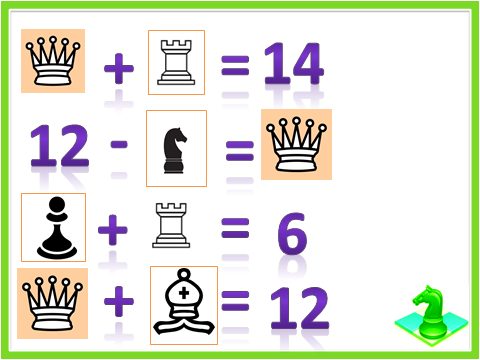 + = 14
12 - =
+ = 6
+ = 12